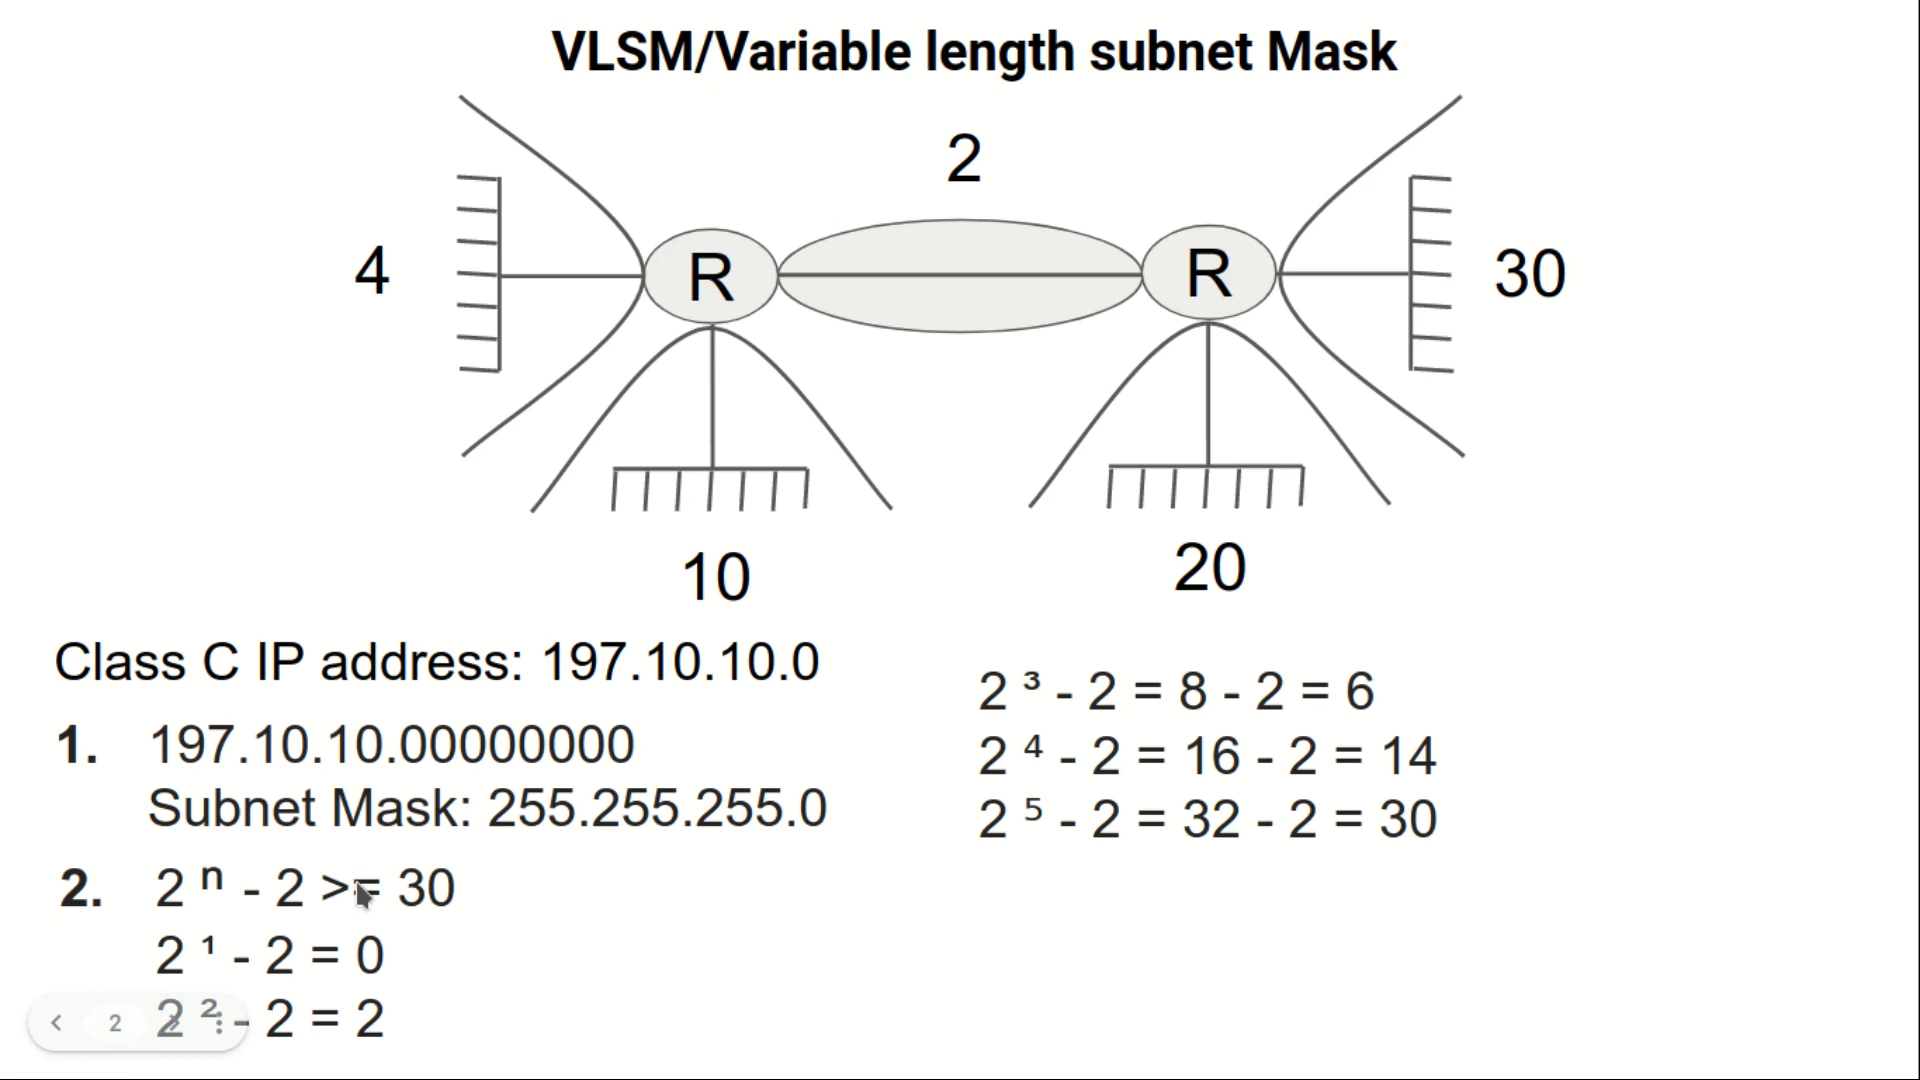 VLSM/Variable length subnet Mask
2
4
R
R
30
10
20
Class C IP address: 197.10.10.0
1. 197.10.10.00000000
Subnet Mask: 255.255.255.0
2. 2 ⁿ - 2 >= 30
2 ¹ - 2 = 0
2 ² - 2 = 2
2 ³ - 2 = 8 - 2 = 6
2 ⁴ - 2 = 16 - 2 = 14
2 ⁵ - 2 = 32 - 2 = 30
2